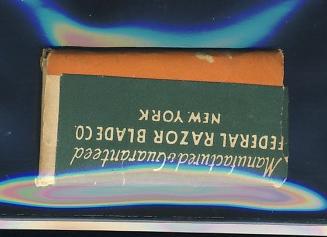 Manufactured & Guaranteed
FEDERAL RAZOR BLADE CO.
NEW YORK